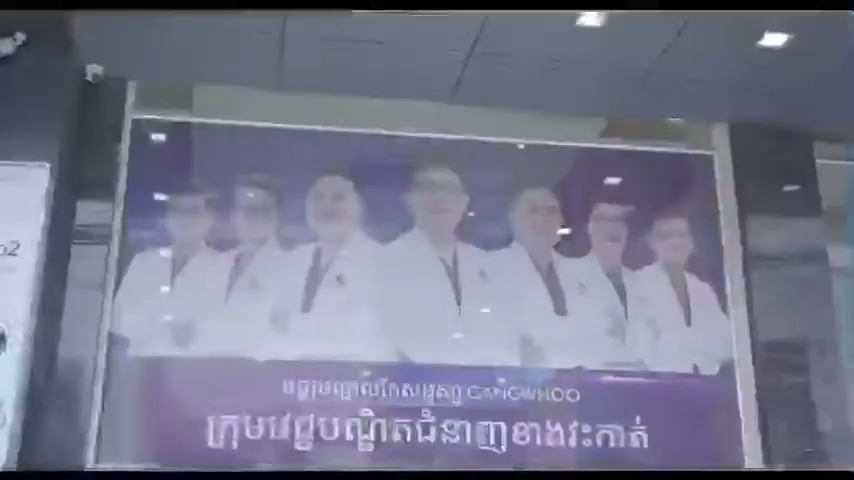 មន្ទីរពេទ្យកែសម្ផស្ស GANGWHOO
ក្រុមវេជ្ជបណ្ឌិតជំនាញខាងវះកាត់